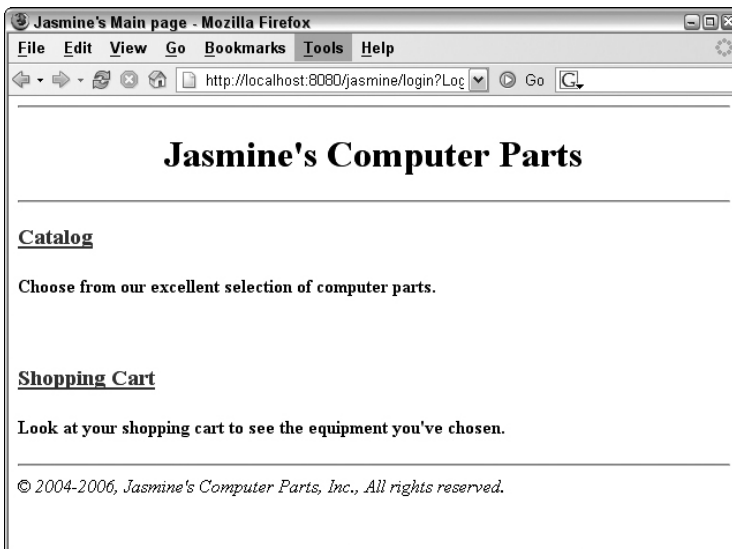 Jasmine's Main page - Mozilla Firefox
File Edit View Go Bookmarks Tools Help
http://localhost:8080/jasmine/login?Log Go G
Jasmine's Computer Parts
Catalog
Choose from our excellent selection of computer parts.
Shopping Cart
Look at your shopping cart to see the equipment you've chosen.
© 2004-2006, Jasmine's Computer Parts, Inc., All rights reserved.